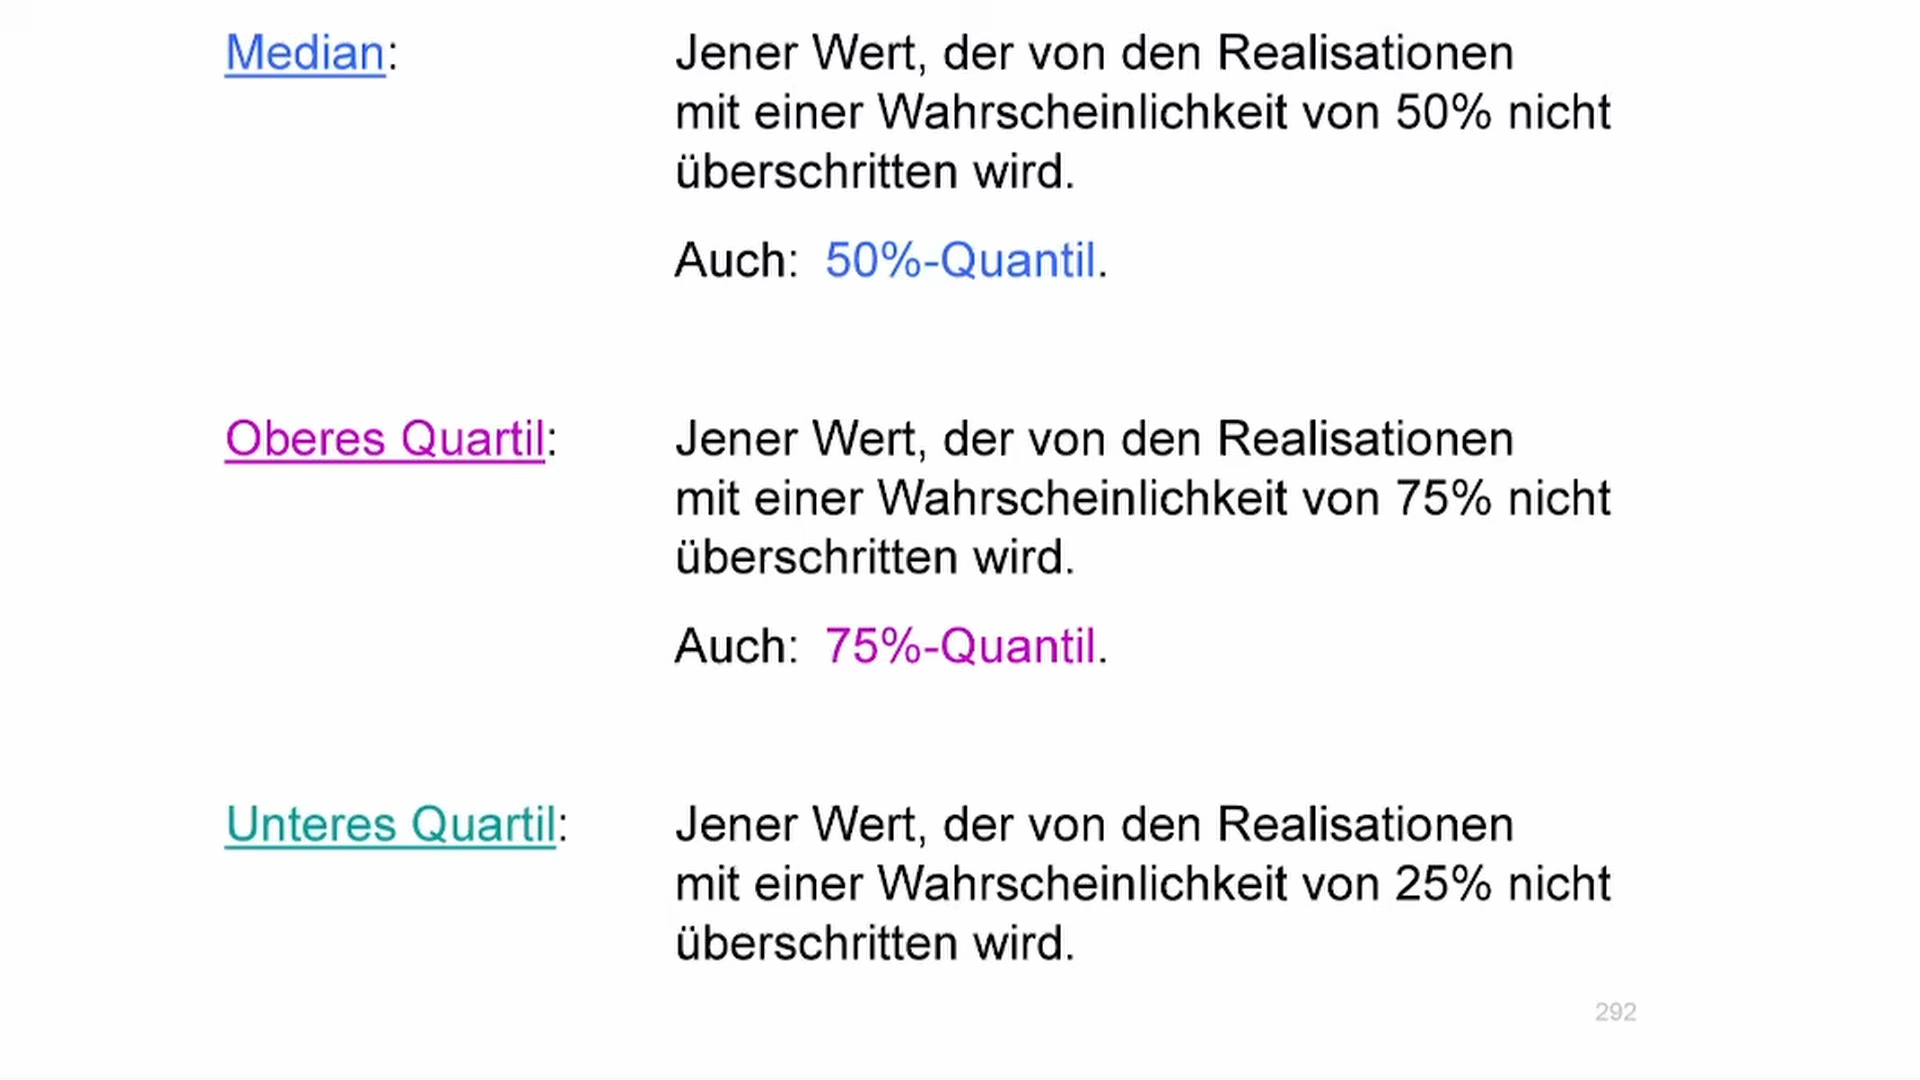 Median: Jener Wert, der von den Realisationen
mit einer Wahrscheinlichkeit von 50% nicht
überschritten wird.
Auch: 50%-Quantil.
Oberes Quartil: Jener Wert, der von den Realisationen
mit einer Wahrscheinlichkeit von 75% nicht
überschritten wird.
Auch: 75%-Quantil.
Unteres Quartil: Jener Wert, der von den Realisationen
mit einer Wahrscheinlichkeit von 25% nicht
überschritten wird.
292